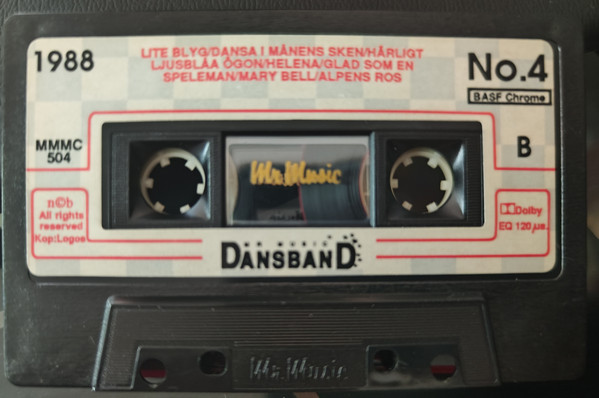 1988
LITE BLYG/DANSA I MÅNENS SKEN/HÄRLIGT
LJUSBLÅA ÖGON/HELENA/GLAD SOM EN
SPELEMAN/MARY BELL/ALPENS ROS
No.4
BASF Chrome
MMMC
504
B
Mr. Music
n©b
All rights
reserved
Kop:Logos
Dolby
EQ 120 µs.
MR MUSIC
DANSBAND
Mr. Music